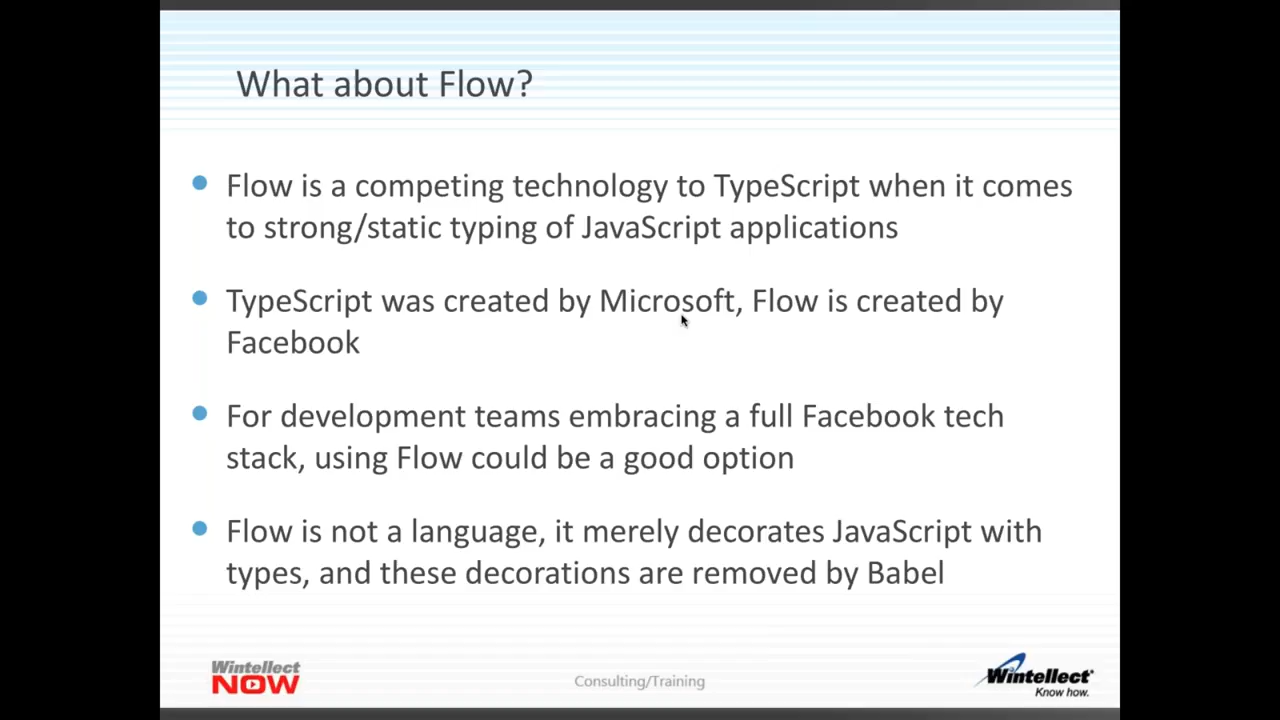 What about Flow?
Flow is a competing technology to TypeScript when it comes
to strong/static typing of JavaScript applications
TypeScript was created by Microsoft, Flow is created by
Facebook
For development teams embracing a full Facebook tech
stack, using Flow could be a good option
Flow is not a language, it merely decorates JavaScript with
types, and these decorations are removed by Babel
Wintellect
NOW
Consulting/Training
Wintellect
Know how.